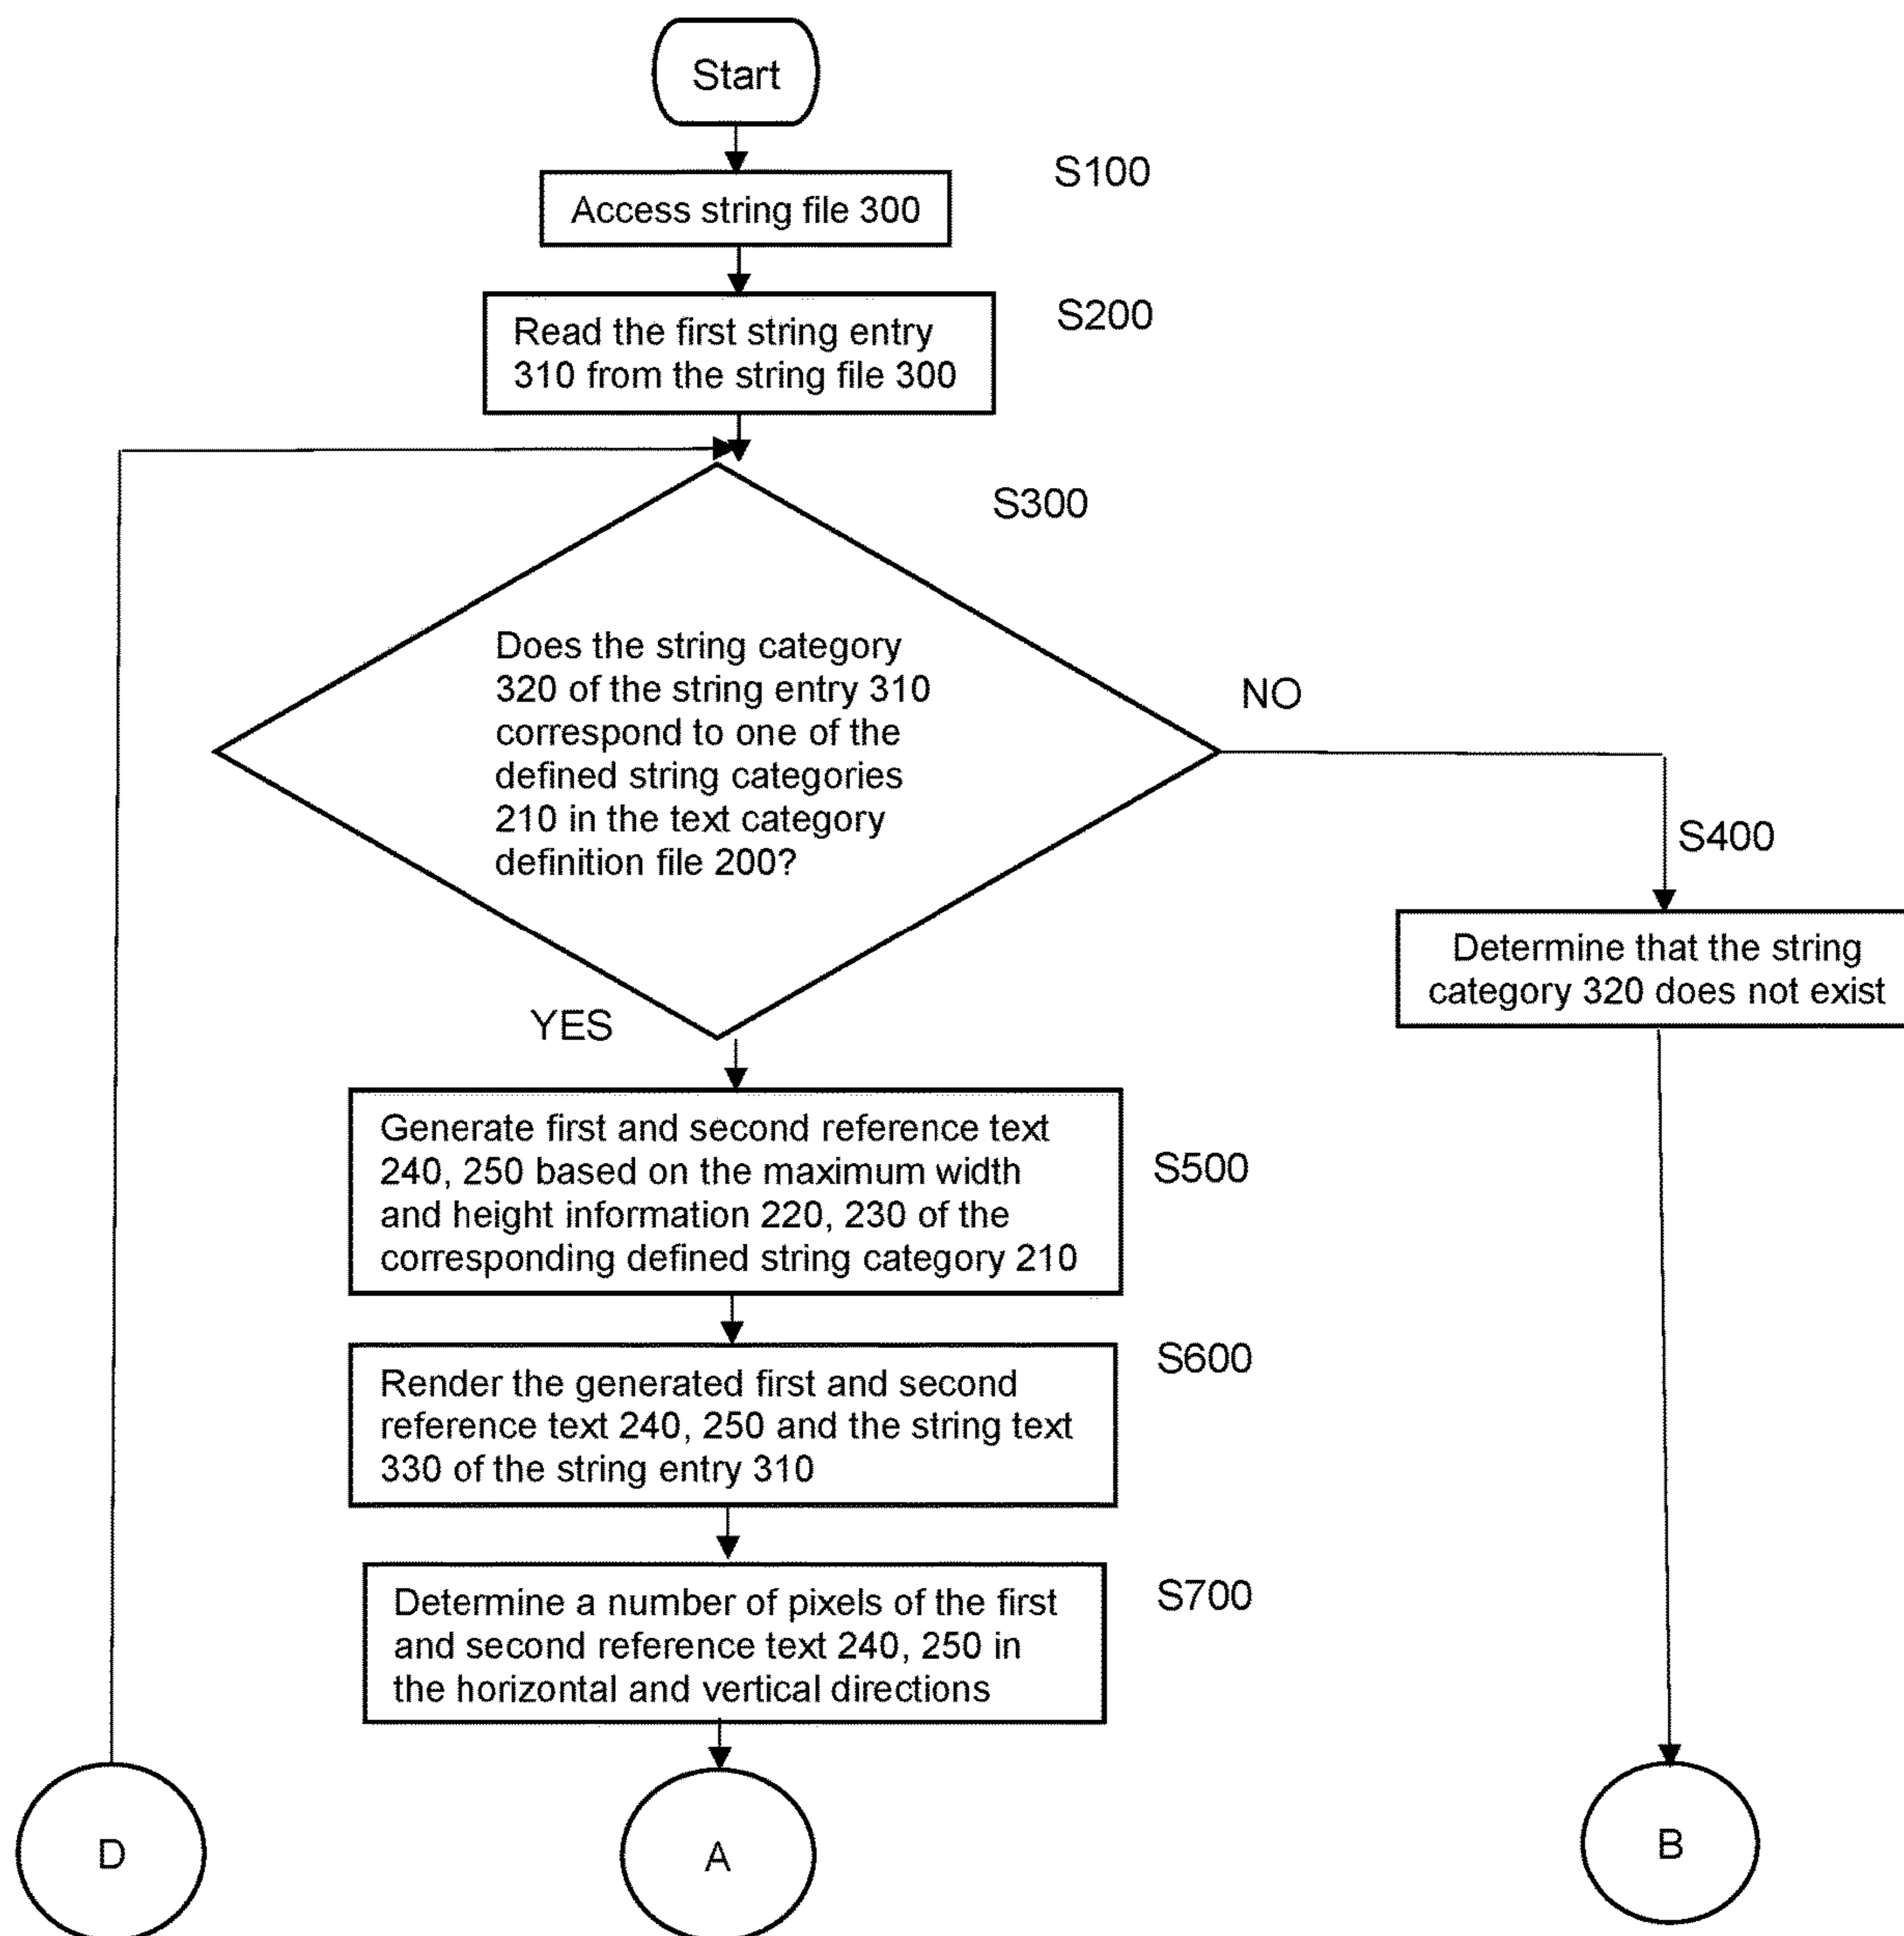 Start
S100
Access string file 300
S200
Read the first string entry
310 from the string file 300
S300
Does the string category
320 of the string entry 310
correspond to one of the
defined string categories
210 in the text category
definition file 200?
NO
S400
Determine that the string
category 320 does not exist
YES
Generate first and second reference text
240, 250 based on the maximum width
and height information 220, 230 of the
corresponding defined string category 210
S500
Render the generated first and second
reference text 240, 250 and the string text
330 of the string entry 310
S600
Determine a number of pixels of the first
and second reference text 240, 250 in
the horizontal and vertical directions
S700
D
A
B